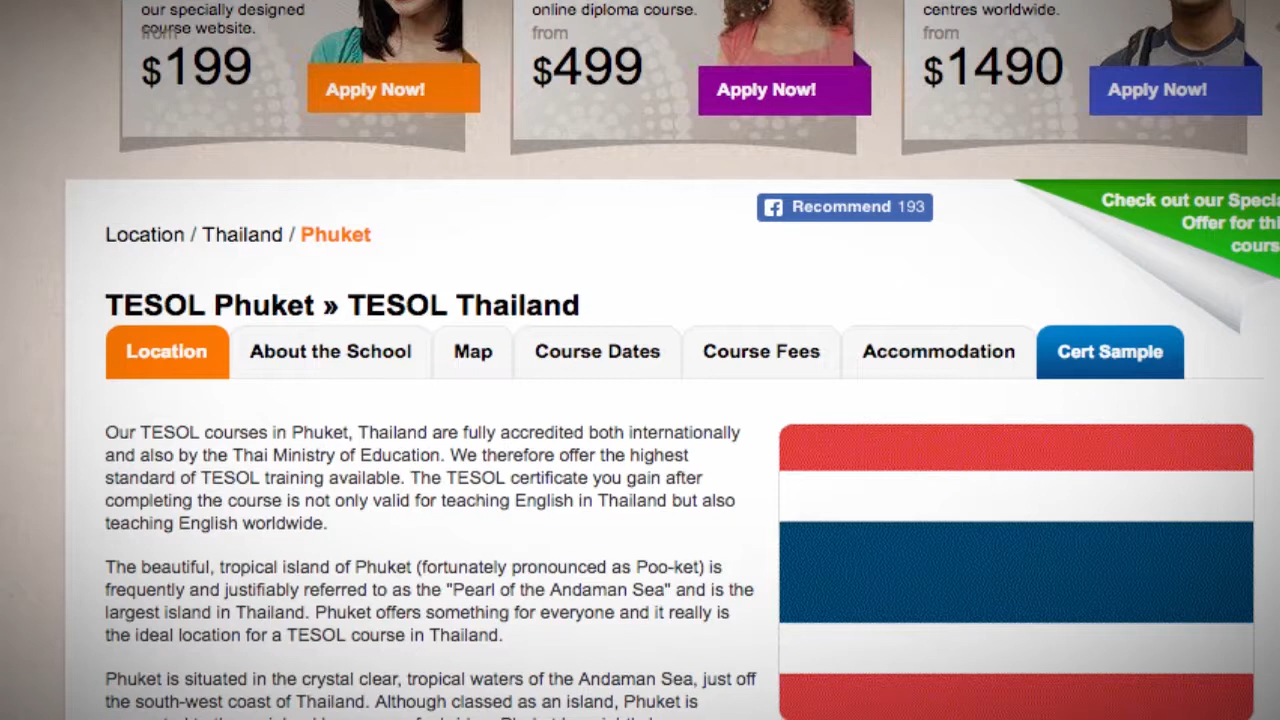 our specially designed
course website.
from
$199
Apply Now!
online diploma course.
from
$499
Apply Now!
centres worldwide.
from
$1490
Apply Now!
Recommend 193
Check out our Specia
Offer for thi
cours
Location / Thailand / Phuket
TESOL Phuket » TESOL Thailand
Location About the School Map Course Dates Course Fees Accommodation Cert Sample
Our TESOL courses in Phuket, Thailand are fully accredited both internationally
and also by the Thai Ministry of Education. We therefore offer the highest
standard of TESOL training available. The TESOL certificate you gain after
completing the course is not only valid for teaching English in Thailand but also
teaching English worldwide.
The beautiful, tropical island of Phuket (fortunately pronounced as Poo-ket) is
frequently and justifiably referred to as the "Pearl of the Andaman Sea" and is the
largest island in Thailand. Phuket offers something for everyone and it really is
the ideal location for a TESOL course in Thailand.
Phuket is situated in the crystal clear, tropical waters of the Andaman Sea, just off
the south-west coast of Thailand. Although classed as an island, Phuket is